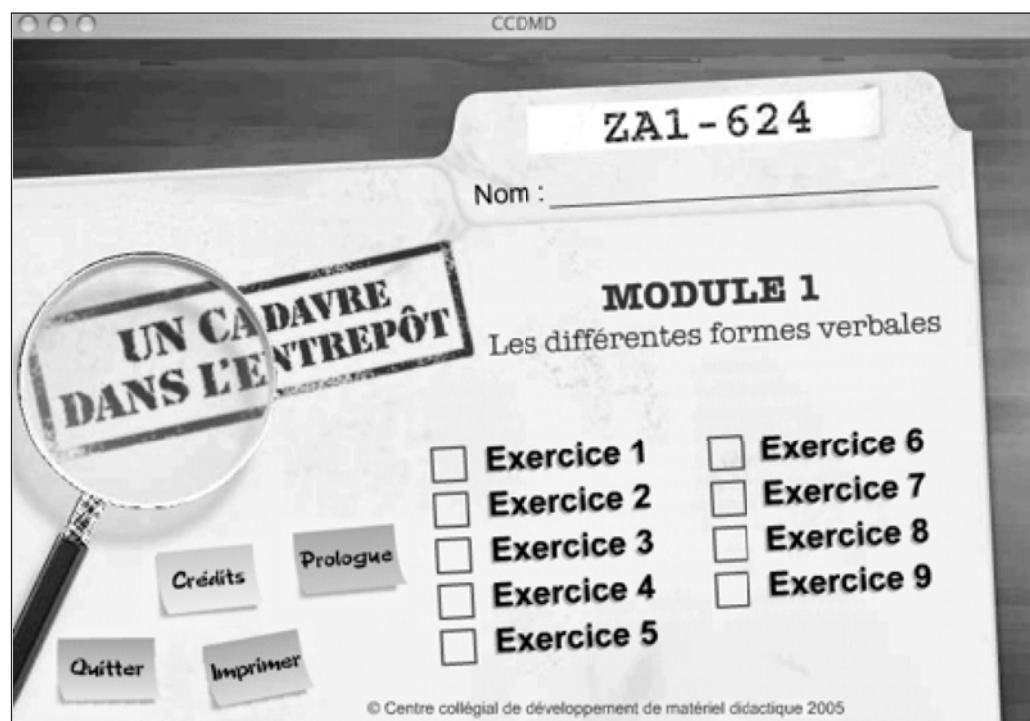 CCDMD
ZA1-624
Nom :
UN CADAVRE
DANS L'ENTREPÔT
MODULE 1
Les différentes formes verbales
Exercice 1
Exercice 2
Exercice 3
Exercice 4
Exercice 5
Exercice 6
Exercice 7
Exercice 8
Exercice 9
Crédits
Prologue
Quitter
Imprimer
© Centre collégial de développement de matériel didactique 2005